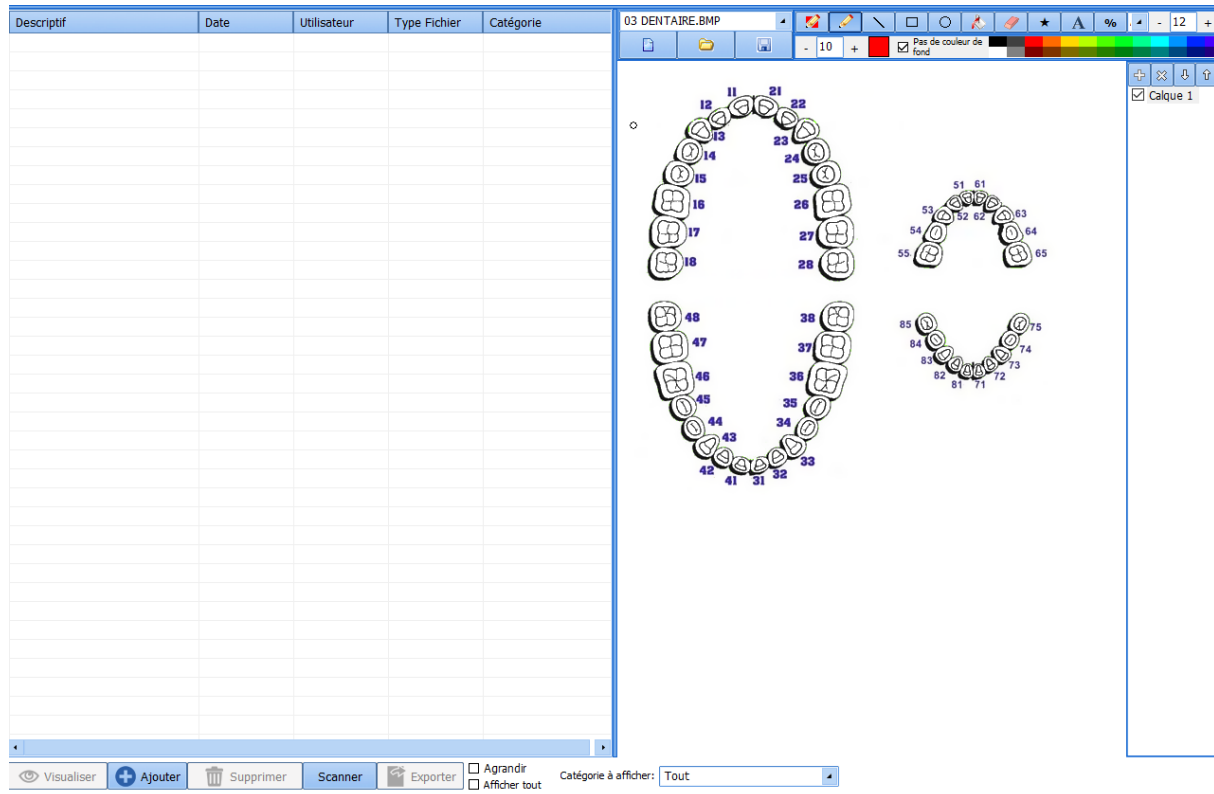 Descriptif Date Utilisateur Type Fichier Catégorie
03 DENTAIRE.BMP
A % - 12 +
- 10 + Pas de couleur de fond
Calque 1
11 21
12 22
13 23
14 24
15 25
16 26
17 27
18 28
48 38
47 37
46 36
45 35
44 34
43 33
42 41 31 32
51 61
53 52 62 63
54 64
55. 65
85 75
84 74
83 73
82 81 71 72
Visualiser Ajouter Supprimer Scanner Exporter
Agrandir
Afficher tout
Catégorie à afficher: Tout